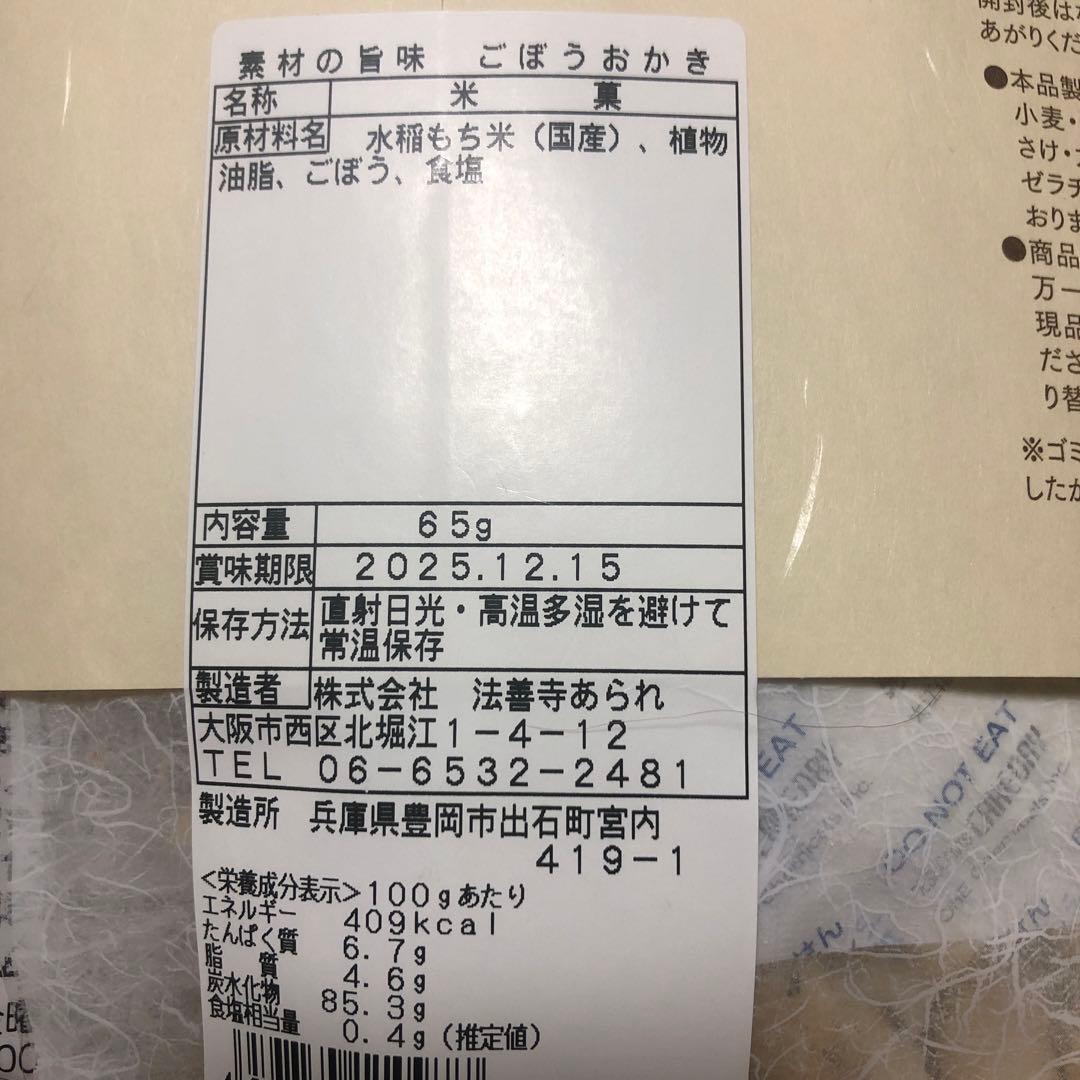 素材の旨味 ごぼうおかき
名称 米菓
原材料名 水稲もち米（国産）、植物
油脂、ごぼう、食塩
内容量 65g
賞味期限 2025.12.15
保存方法 直射日光・高温多湿を避けて
常温保存
製造者 株式会社 法善寺あられ
大阪市西区北堀江1－4－12
TEL 06－6532－2481
製造所 兵庫県豊岡市出石町宮内
419－1
<栄養成分表示>100gあたり
エネルギー 409kcal
たんぱく質 6.7g
脂質 4.6g
炭水化物 85.3g
食塩相当量 0.4g（推定値）
開封後は
あがりくだ
●本品製
小麦・
さけ・
ゼラチ
おりま
●商品
万一
現品
ださ
り替
※ゴミ
したが
EAT
DO NOT EAT